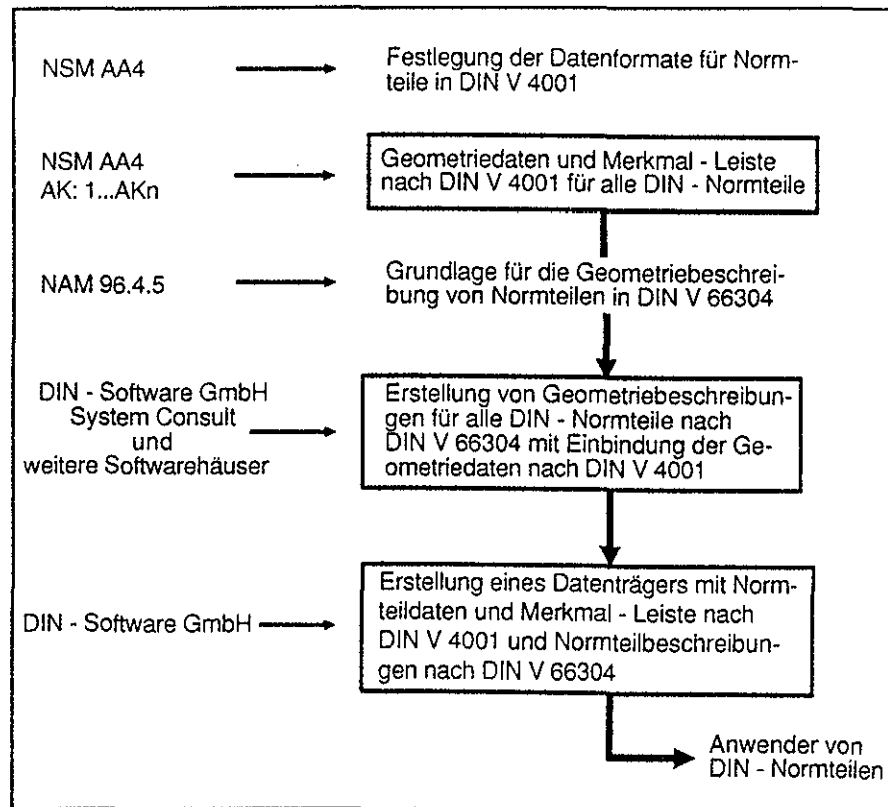 NSM AA4
Festlegung der Datenformate für Norm-
teile in DIN V 4001
NSM AA4
AK: 1...AKn
Geometriedaten und Merkmal - Leiste
nach DIN V 4001 für alle DIN - Normteile
NAM 96.4.5
Grundlage für die Geometriebeschrei-
bung von Normteilen in DIN V 66304
DIN - Software GmbH
System Consult
und
weitere Softwarehäuser
Erstellung von Geometriebeschreibun-
gen für alle DIN - Normteile nach
DIN V 66304 mit Einbindung der Ge-
ometriedaten nach DIN V 4001
DIN - Software GmbH
Erstellung eines Datenträgers mit Norm-
teildaten und Merkmal - Leiste nach
DIN V 4001 und Normteilbeschreibun-
gen nach DIN V 66304
Anwender von
DIN - Normteilen